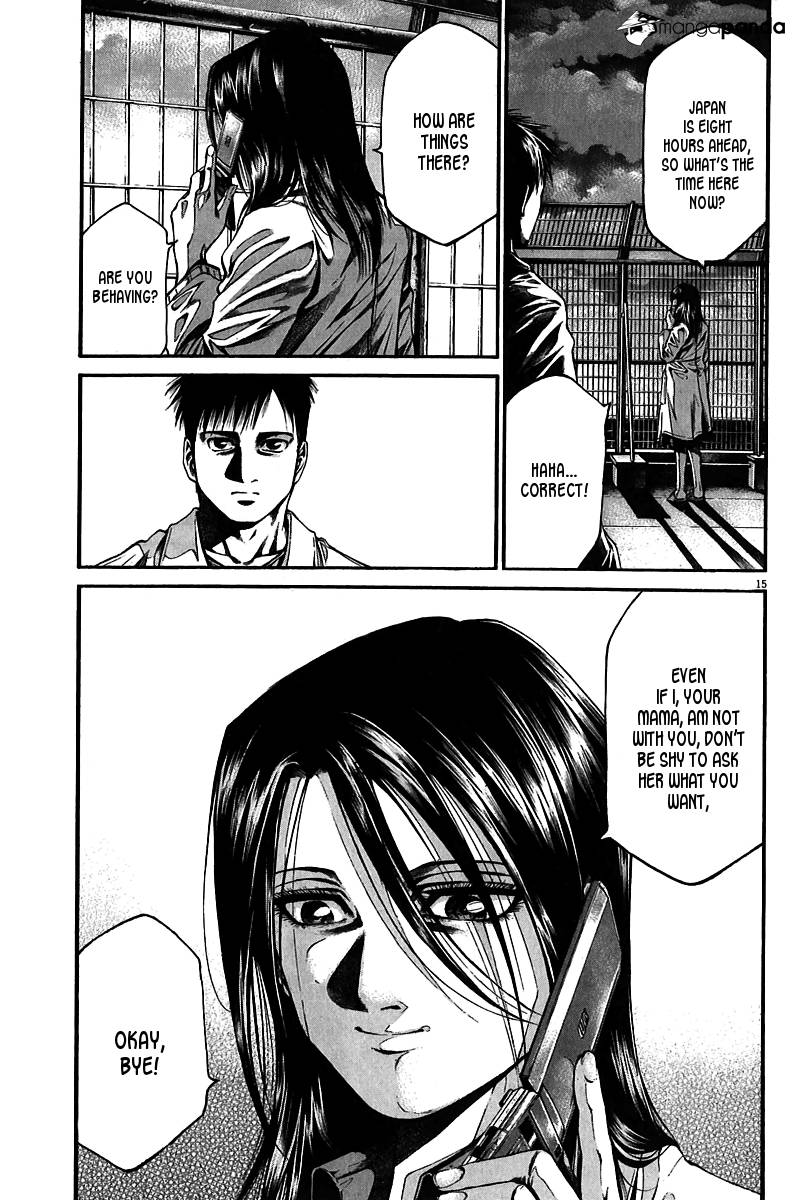 mangapanda
JAPAN
IS EIGHT
HOURS AHEAD,
SO WHAT'S THE
TIME HERE
NOW?
HAHA...
CORRECT!
HOW ARE
THINGS
THERE?
ARE YOU
BEHAVING?
15
EVEN
IF I, YOUR
MAMA, AM NOT
WITH YOU, DON'T
BE SHY TO ASK
HER WHAT YOU
WANT,
OKAY,
BYE!